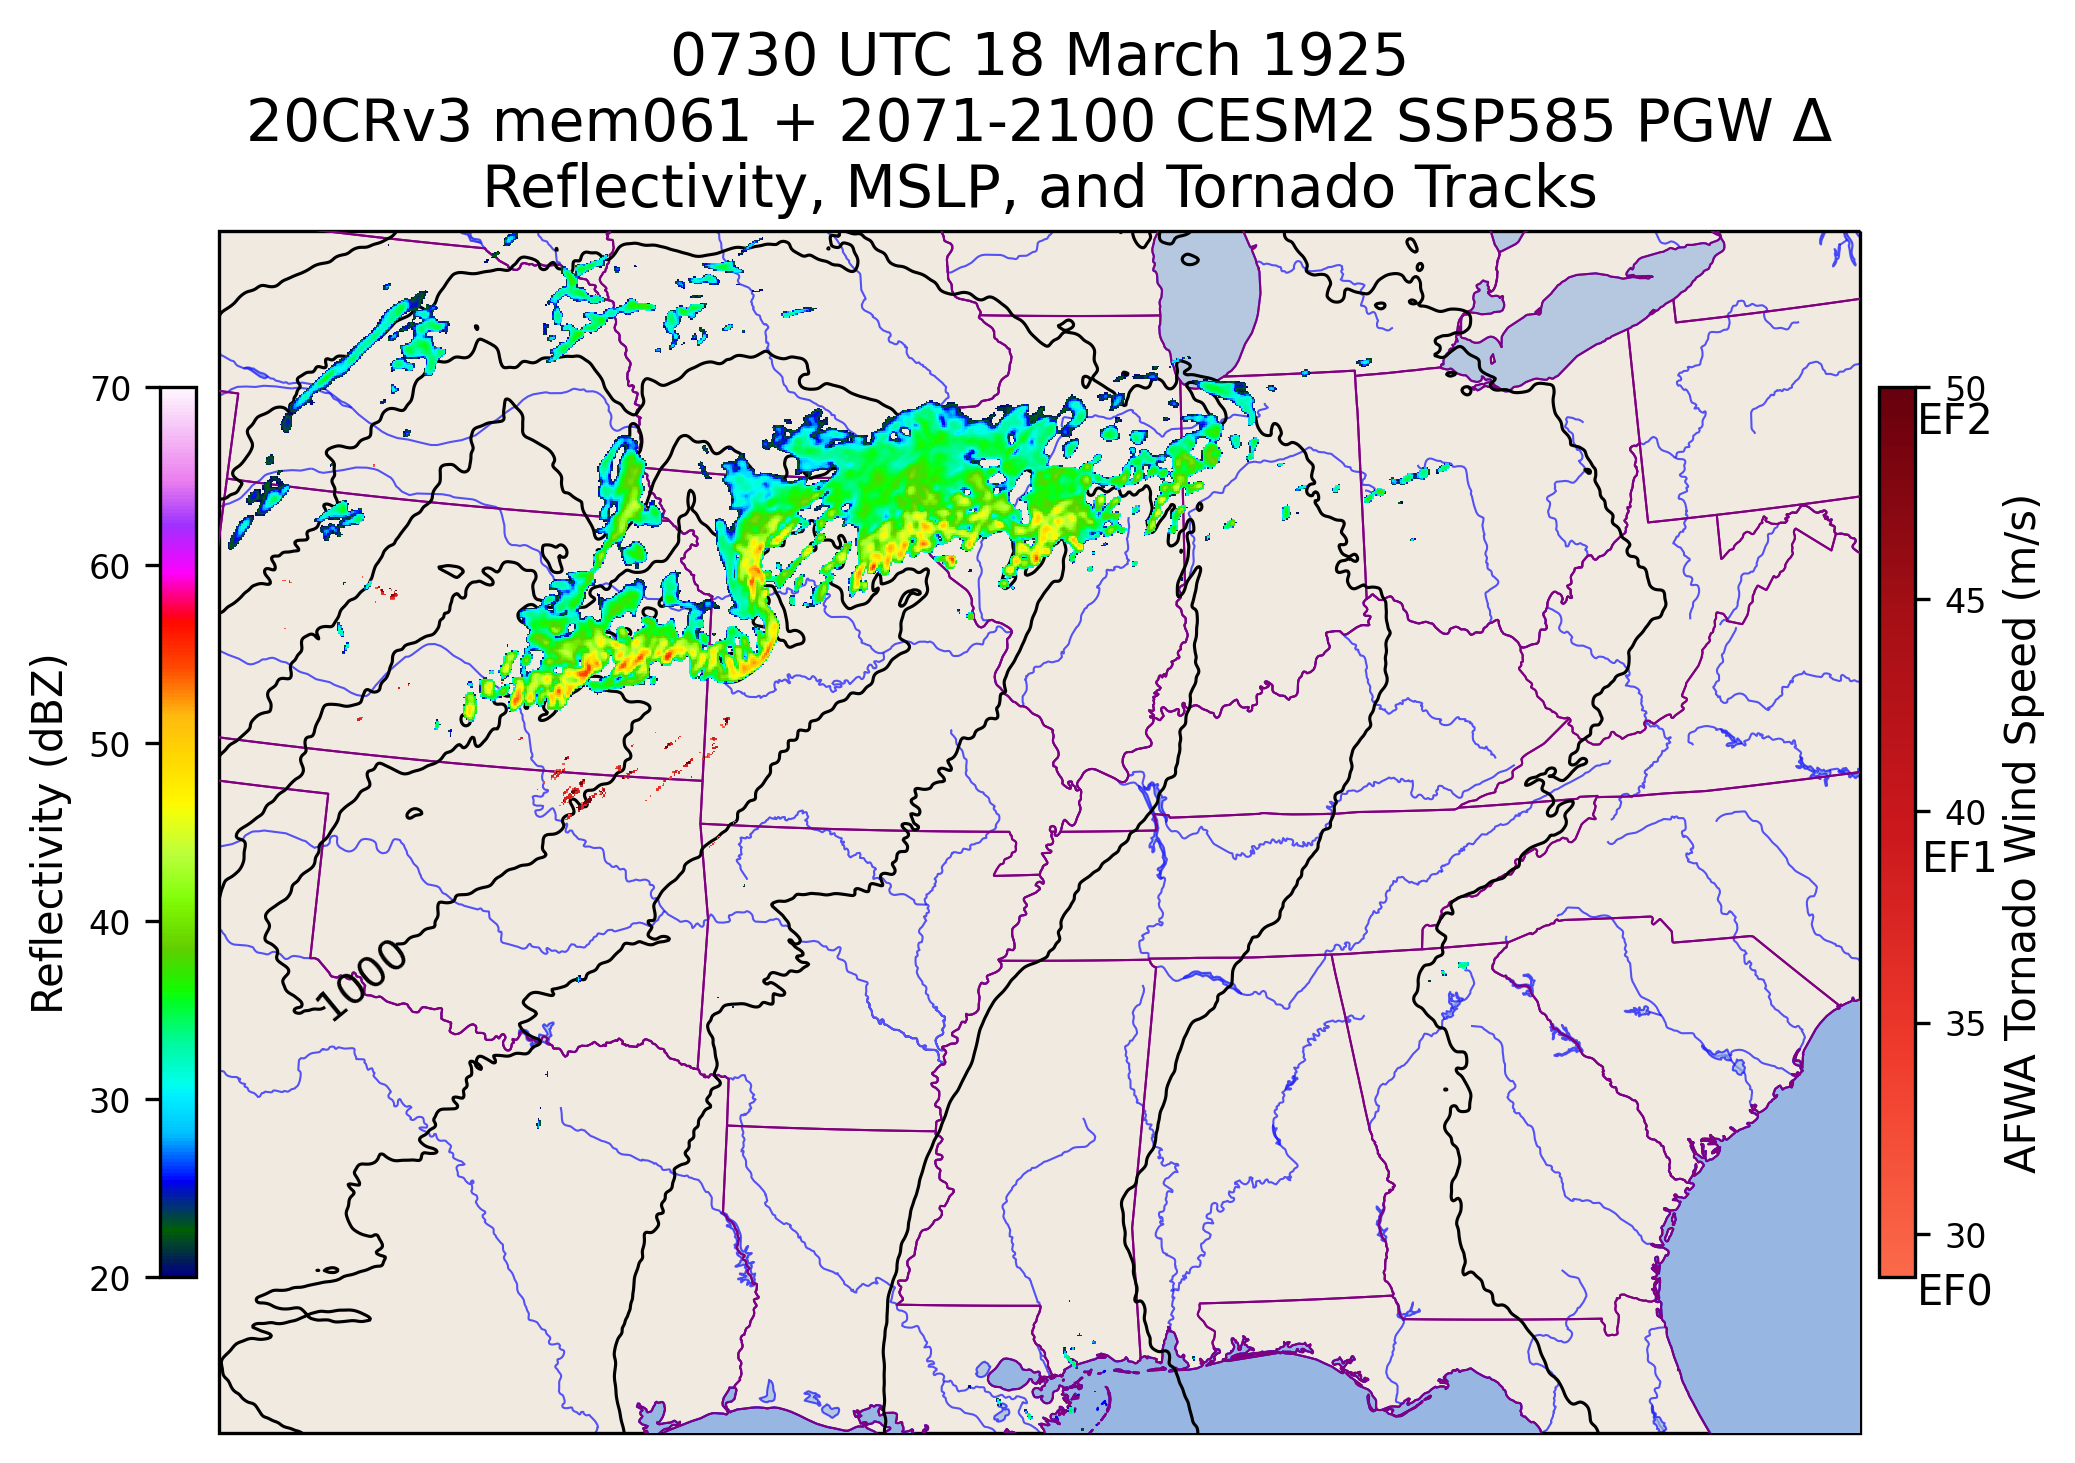 0730 UTC 18 March 1925
20CRv3 mem061 + 2071-2100 CESM2 SSP585 PGW Δ
Reflectivity, MSLP, and Tornado Tracks
70
60
50
40
30
20
Reflectivity (dBZ)
1000
50
EF2
45
40
EF1
35
30
EF0
AFWA Tornado Wind Speed (m/s)